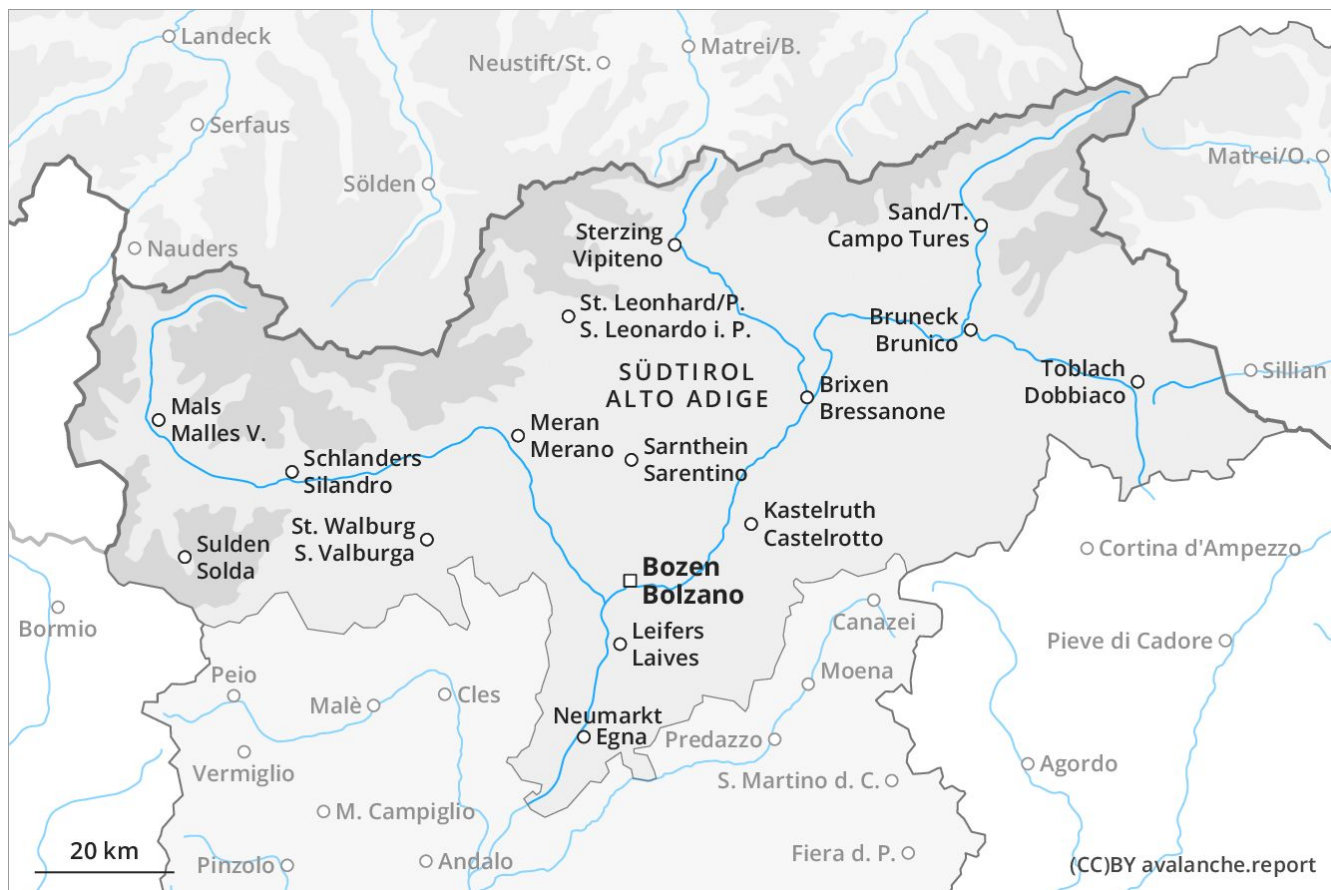 Landeck
Matrei/B.
Neustift/St.
Serfaus
Matrei/O.
Sölden
Sand/T.
Campo Tures
Sterzing
Vipiteno
Nauders
St. Leonhard/P.
S. Leonardo i. P.
Bruneck
Brunico
SÜDTIROL
ALTO ADIGE
Toblach
Dobbiaco
Sillian
Brixen
Bressanone
Mals
Malles V.
Meran
Merano
Sarnthein
Sarentino
Schlanders
Silandro
Kastelruth
Castelrotto
St. Walburg
S. Valburga
Sulden
Solda
Cortina d'Ampezzo
Bozen
Bolzano
Bormio
Canazei
Leifers
Laives
Pieve di Cadore
Peio
Moena
Malè
Cles
Neumarkt
Egna
Predazzo
Vermiglio
Agordo
S. Martino d. C.
M. Campiglio
20 km
Pinzolo
Andalo
Fiera d. P.
(CC)BY avalanche.report